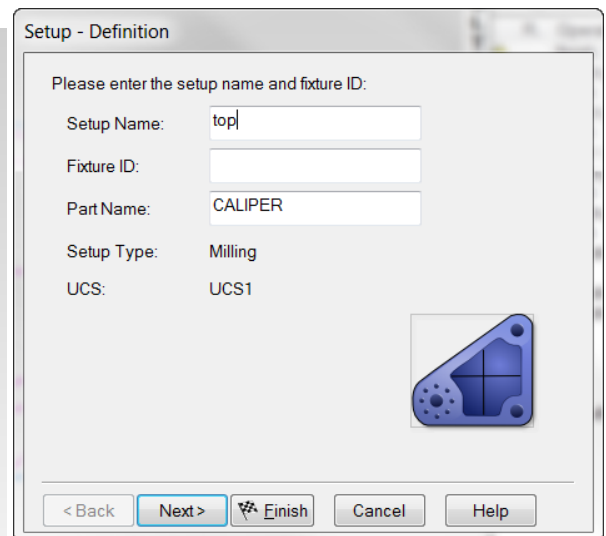 Setup - Definition
Please enter the setup name and fixture ID:
Setup Name: top
Fixture ID:
Part Name: CALIPER
Setup Type: Milling
UCS: UCS1
< Back Next > Finish Cancel Help